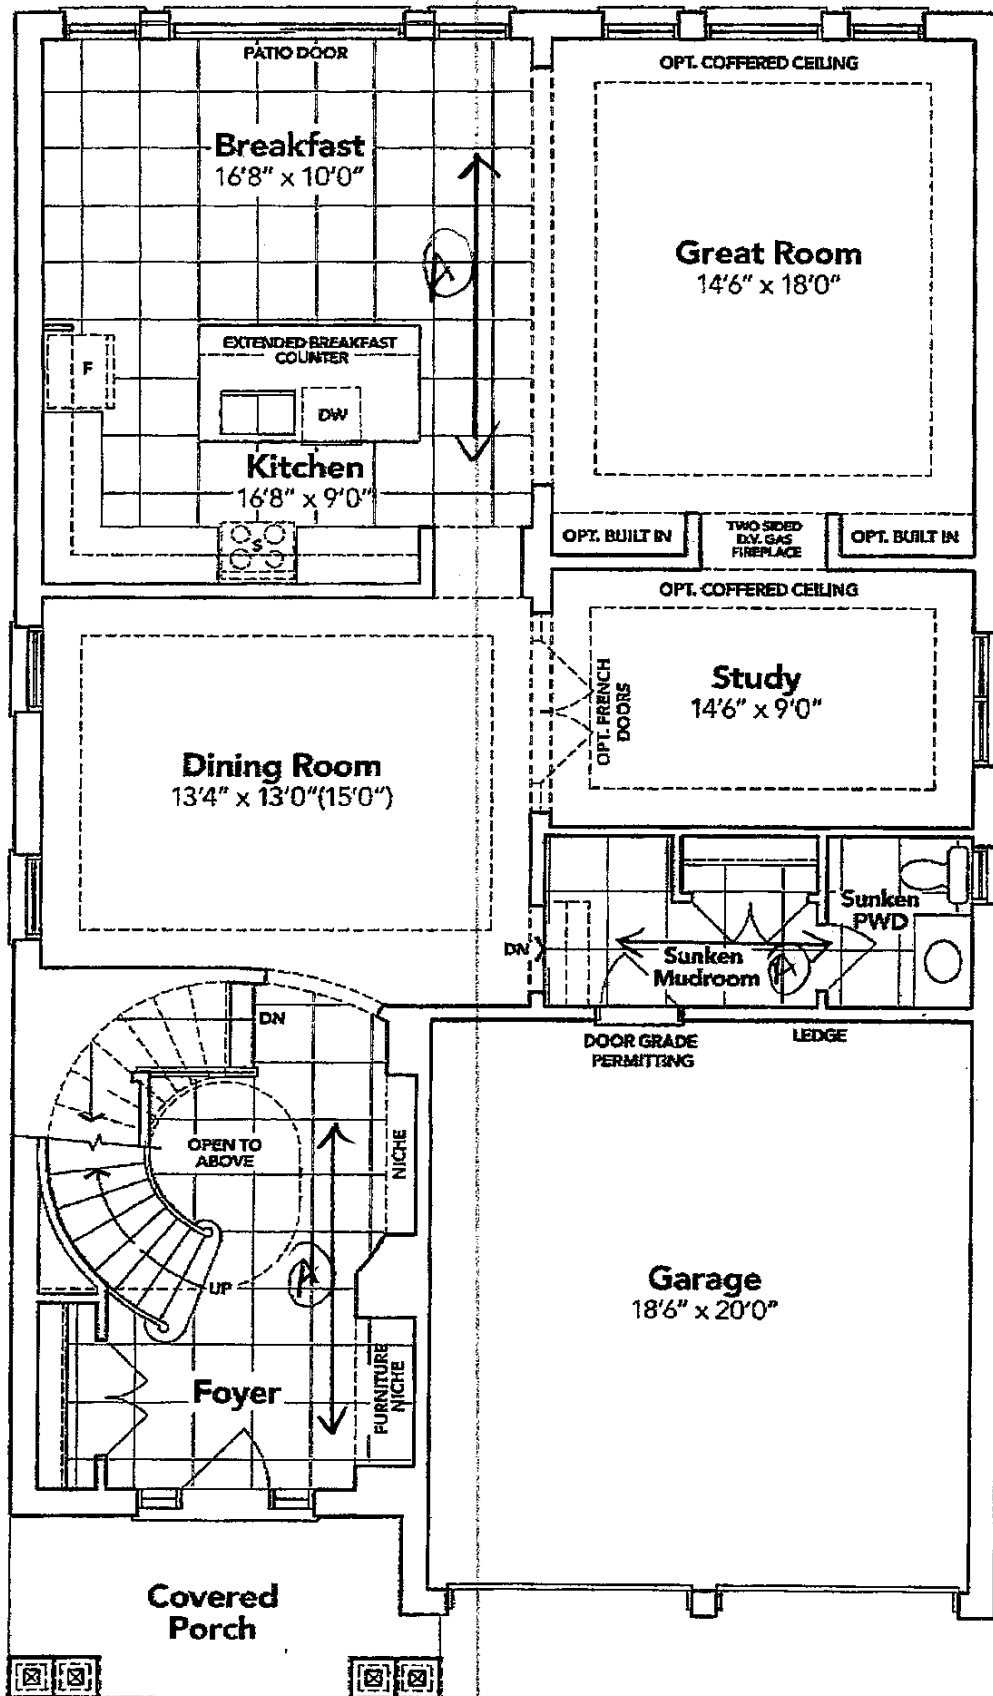 PATIO DOOR
OPT. COFFERED CEILING
Breakfast
16'8" x 10'0"
A
Great Room
14'6" x 18'0"
EXTENDED BREAKFAST
COUNTER
F
DW
Kitchen
16'8" x 9'0"
S
OPT. BUILT IN
TWO SIDED
D.V. GAS
FIREPLACE
OPT. BUILT IN
OPT. COFFERED CEILING
OPT. FRENCH
DOORS
Study
14'6" x 9'0"
Dining Room
13'4" x 13'0"(15'0")
Sunken
PWD
DN
Sunken
Mudroom
A
DN
DOOR GRADE
PERMITTING
LEDGE
OPEN TO
ABOVE
NICHE
UP
A
Garage
18'6" x 20'0"
Foyer
FURNITURE
NICHE
Covered
Porch